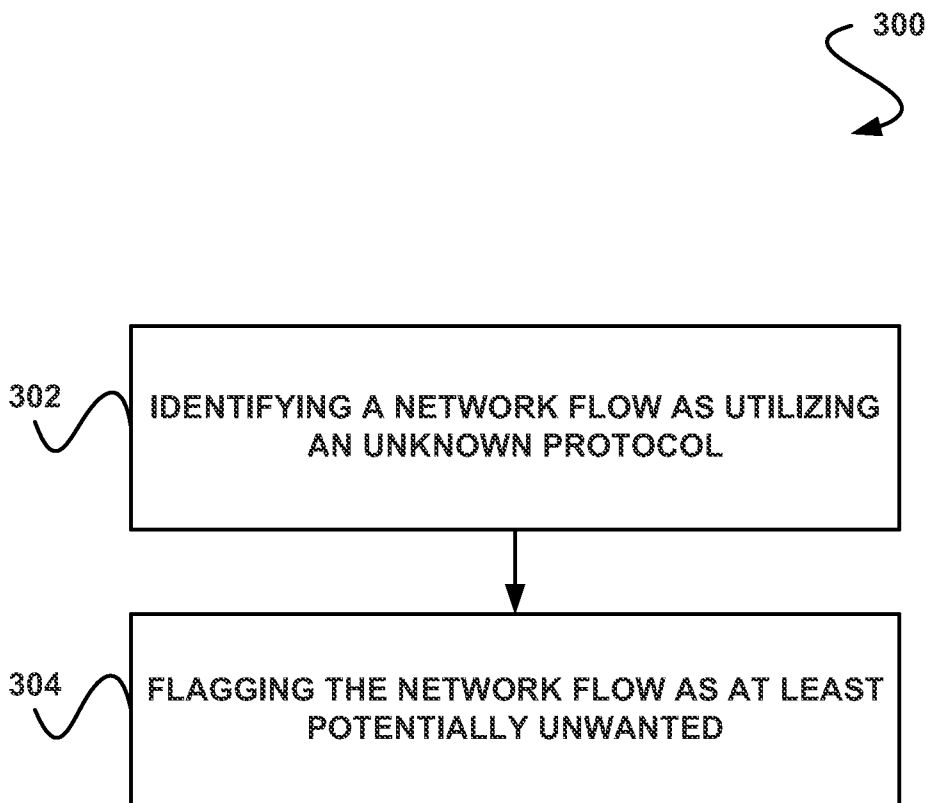 300
302
IDENTIFYING A NETWORK FLOW AS UTILIZING
AN UNKNOWN PROTOCOL
304
FLAGGING THE NETWORK FLOW AS AT LEAST
POTENTIALLY UNWANTED